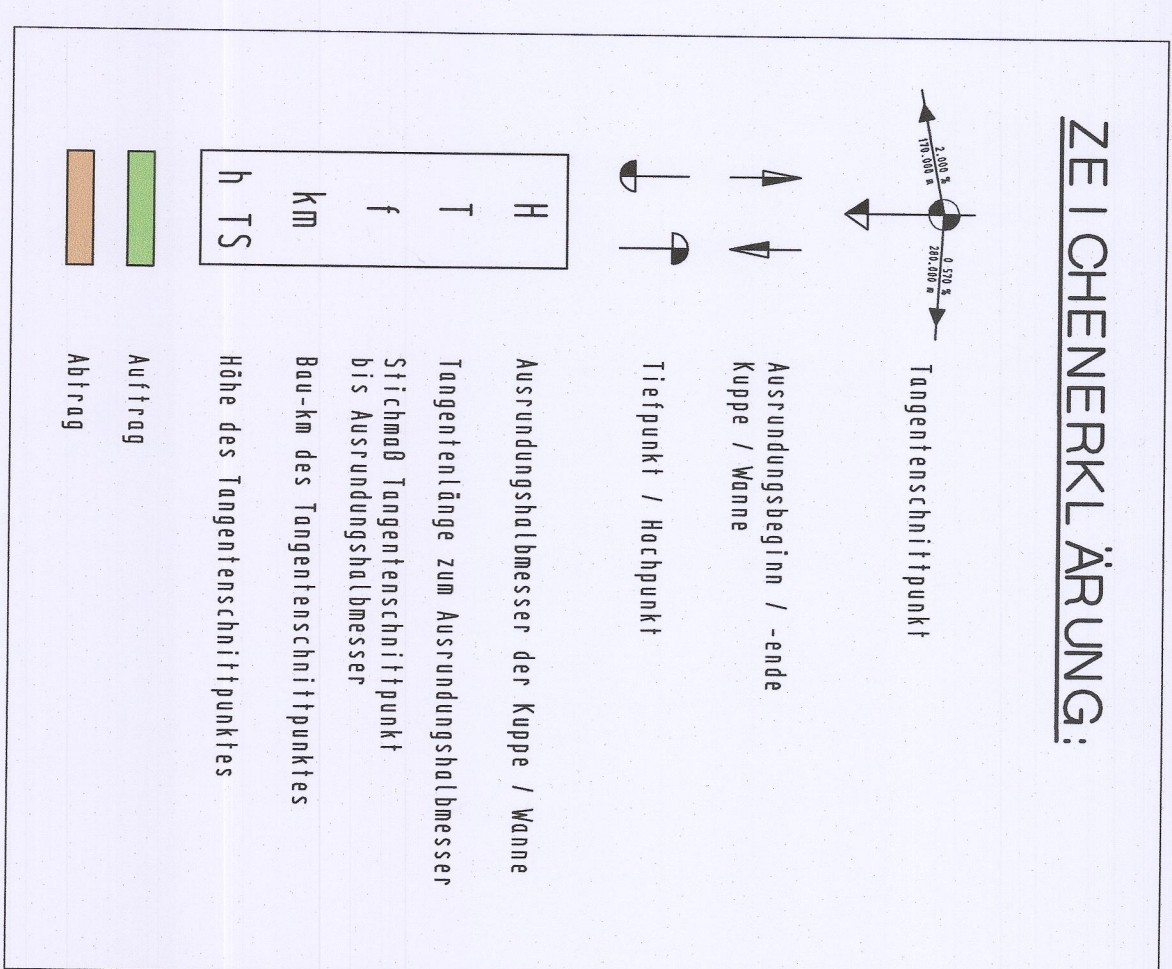 ZEICHENERKLÄRUNG:
2.000 %
170.000 m
0 570 %
280.000 m
Tangentenschnittpunkt
Ausrundungsbeginn / -ende
Kuppe / Wanne
Tiefpunkt / Hochpunkt
H
Ausrundungshalbmesser der Kuppe / Wanne
T
Tangentenlänge zum Ausrundungshalbmesser
f
Stichmaß Tangentenschnittpunkt
bis Ausrundungshalbmesser
km
Bau-km des Tangentenschnittpunktes
h TS
Höhe des Tangentenschnittpunktes
Auftrag
Abtrag